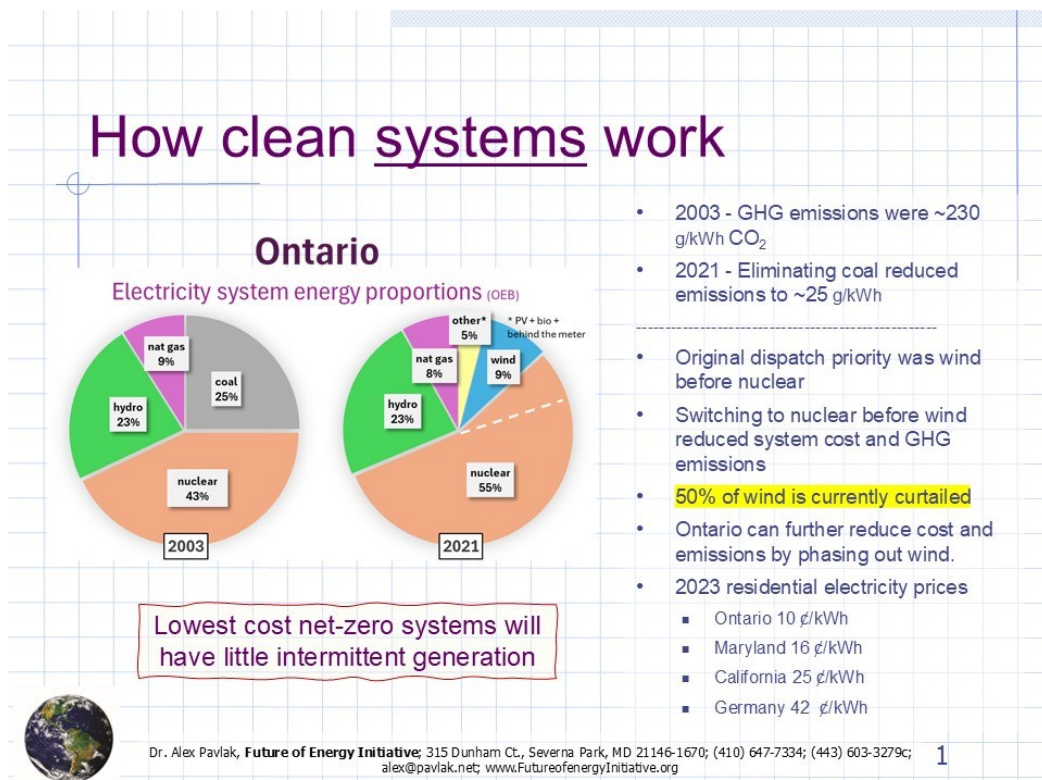 How clean systems work
Ontario
Electricity system energy proportions (OEB)
nat gas
9%
coal
25%
hydro
23%
nuclear
43%
2003
other*
5%
* PV + bio +
behind the meter
nat gas
8%
wind
9%
hydro
23%
nuclear
55%
2021
Lowest cost net-zero systems will
have little intermittent generation
• 2003 - GHG emissions were ~230
g/kWh CO₂
• 2021 - Eliminating coal reduced
emissions to ~25 g/kWh
----------------------------------------------------
• Original dispatch priority was wind
before nuclear
• Switching to nuclear before wind
reduced system cost and GHG
emissions
• 50% of wind is currently curtailed
• Ontario can further reduce cost and
emissions by phasing out wind.
• 2023 residential electricity prices
▪ Ontario 10 ¢/kWh
▪ Maryland 16 ¢/kWh
▪ California 25 ¢/kWh
▪ Germany 42 ¢/kWh
Dr. Alex Pavlak, Future of Energy Initiative; 315 Dunham Ct., Severna Park, MD 21146-1670; (410) 647-7334; (443) 603-3279c;
alex@pavlak.net; www.FutureofenergyInitiative.org
1